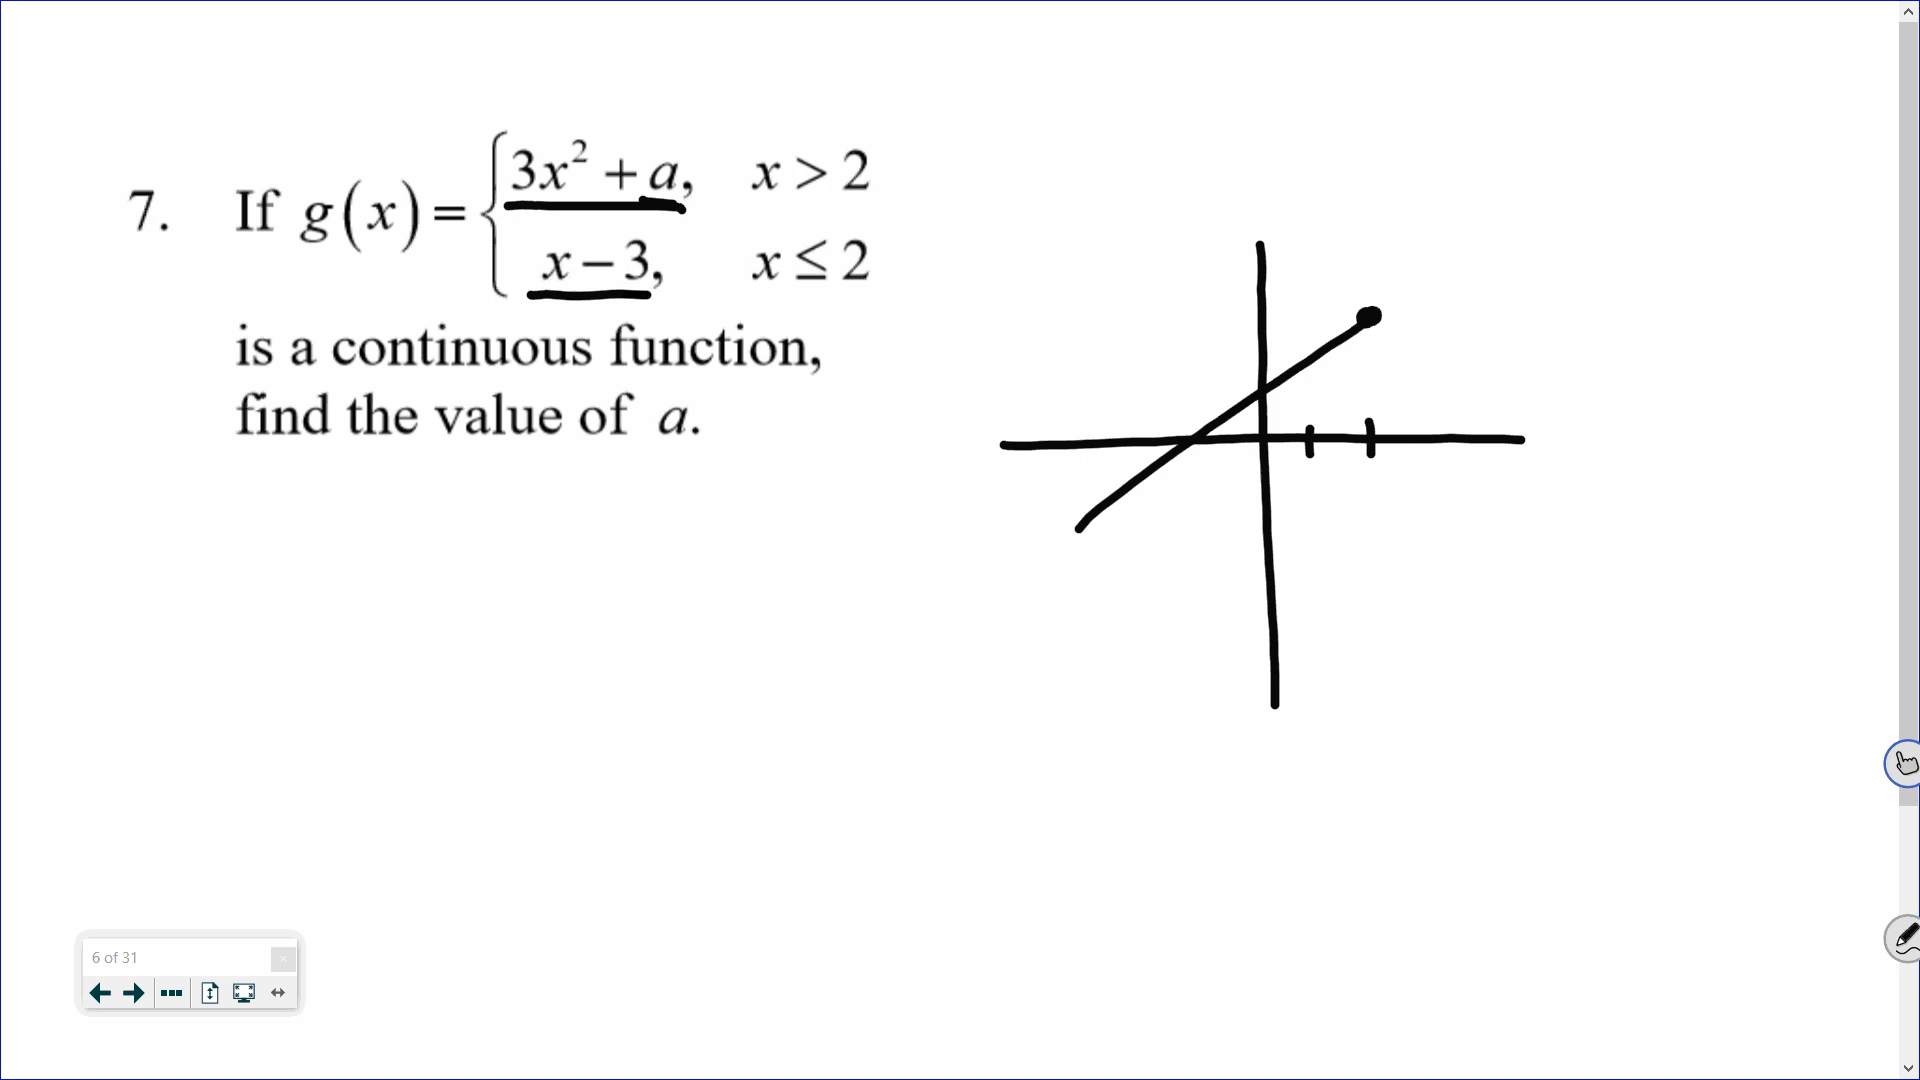 7. If g(x) = { 3x² + a, x > 2
x − 3, x ≤ 2
is a continuous function,
find the value of a.
6 of 31